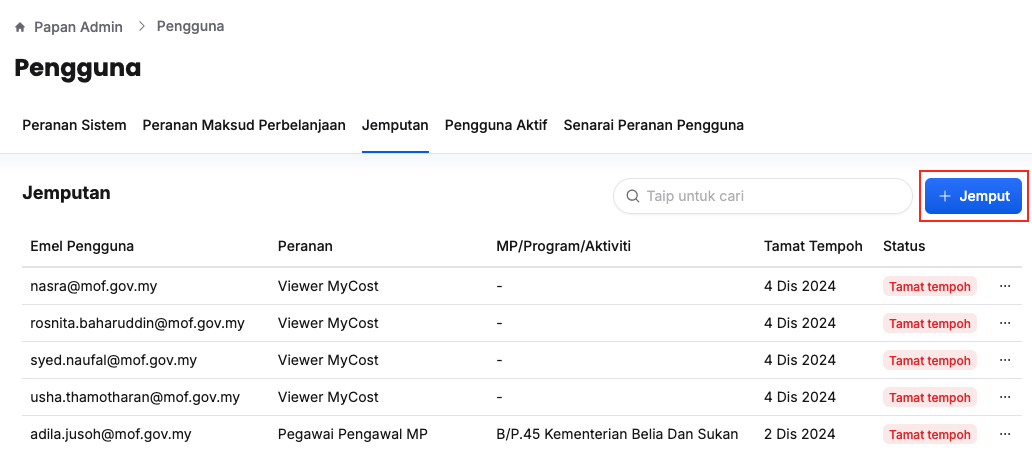 Papan Admin > Pengguna
Pengguna
Peranan Sistem Peranan Maksud Perbelanjaan Jemputan Pengguna Aktif Senarai Peranan Pengguna
Jemputan Taip untuk cari + Jemput
Emel Pengguna Peranan MP/Program/Aktiviti Tamat Tempoh Status
nasra@mof.gov.my Viewer MyCost - 4 Dis 2024 Tamat tempoh ...
rosnita.baharuddin@mof.gov.my Viewer MyCost - 4 Dis 2024 Tamat tempoh ...
syed.naufal@mof.gov.my Viewer MyCost - 4 Dis 2024 Tamat tempoh ...
usha.thamotharan@mof.gov.my Viewer MyCost - 4 Dis 2024 Tamat tempoh ...
adila.jusoh@mof.gov.my Pegawai Pengawal MP B/P.45 Kementerian Belia Dan Sukan 2 Dis 2024 Tamat tempoh ...